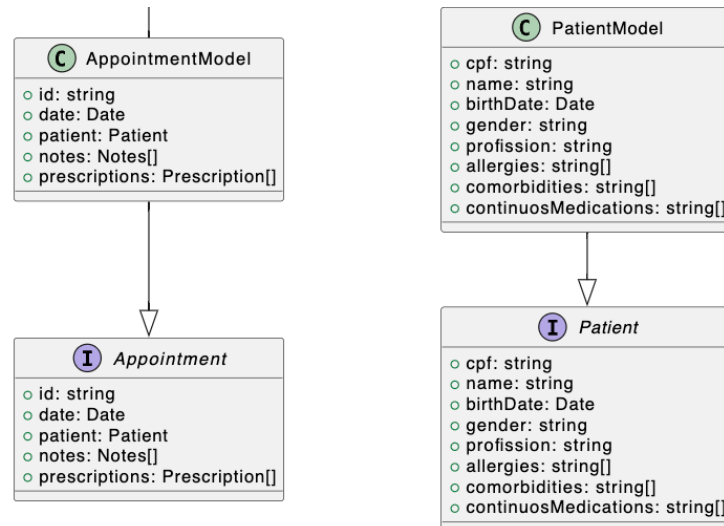 C AppointmentModel
id: string
date: Date
patient: Patient
notes: Notes[]
prescriptions: Prescription[]
I Appointment
id: string
date: Date
patient: Patient
notes: Notes[]
prescriptions: Prescription[]
C PatientModel
cpf: string
name: string
birthDate: Date
gender: string
profission: string
allergies: string[]
comorbidities: string[]
continuosMedications: string[]
I Patient
cpf: string
name: string
birthDate: Date
gender: string
profission: string
allergies: string[]
comorbidities: string[]
continuosMedications: string[]